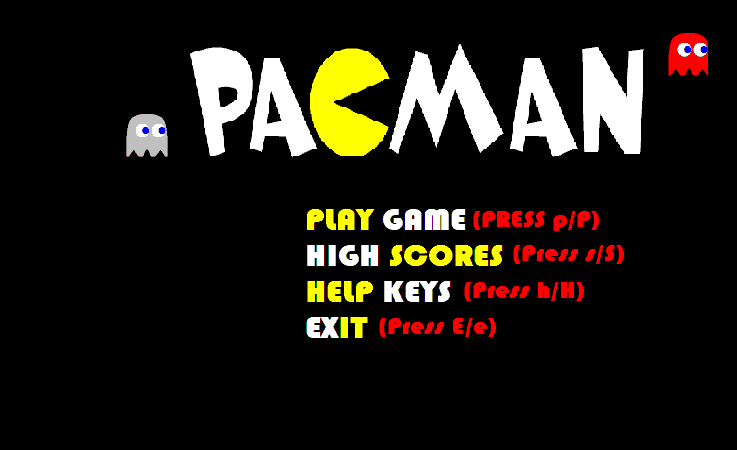 PACMAN
PLAY GAME (PRESS p/P)
HIGH SCORES (Press s/S)
HELP KEYS (Press h/H)
EXIT (Press E/e)